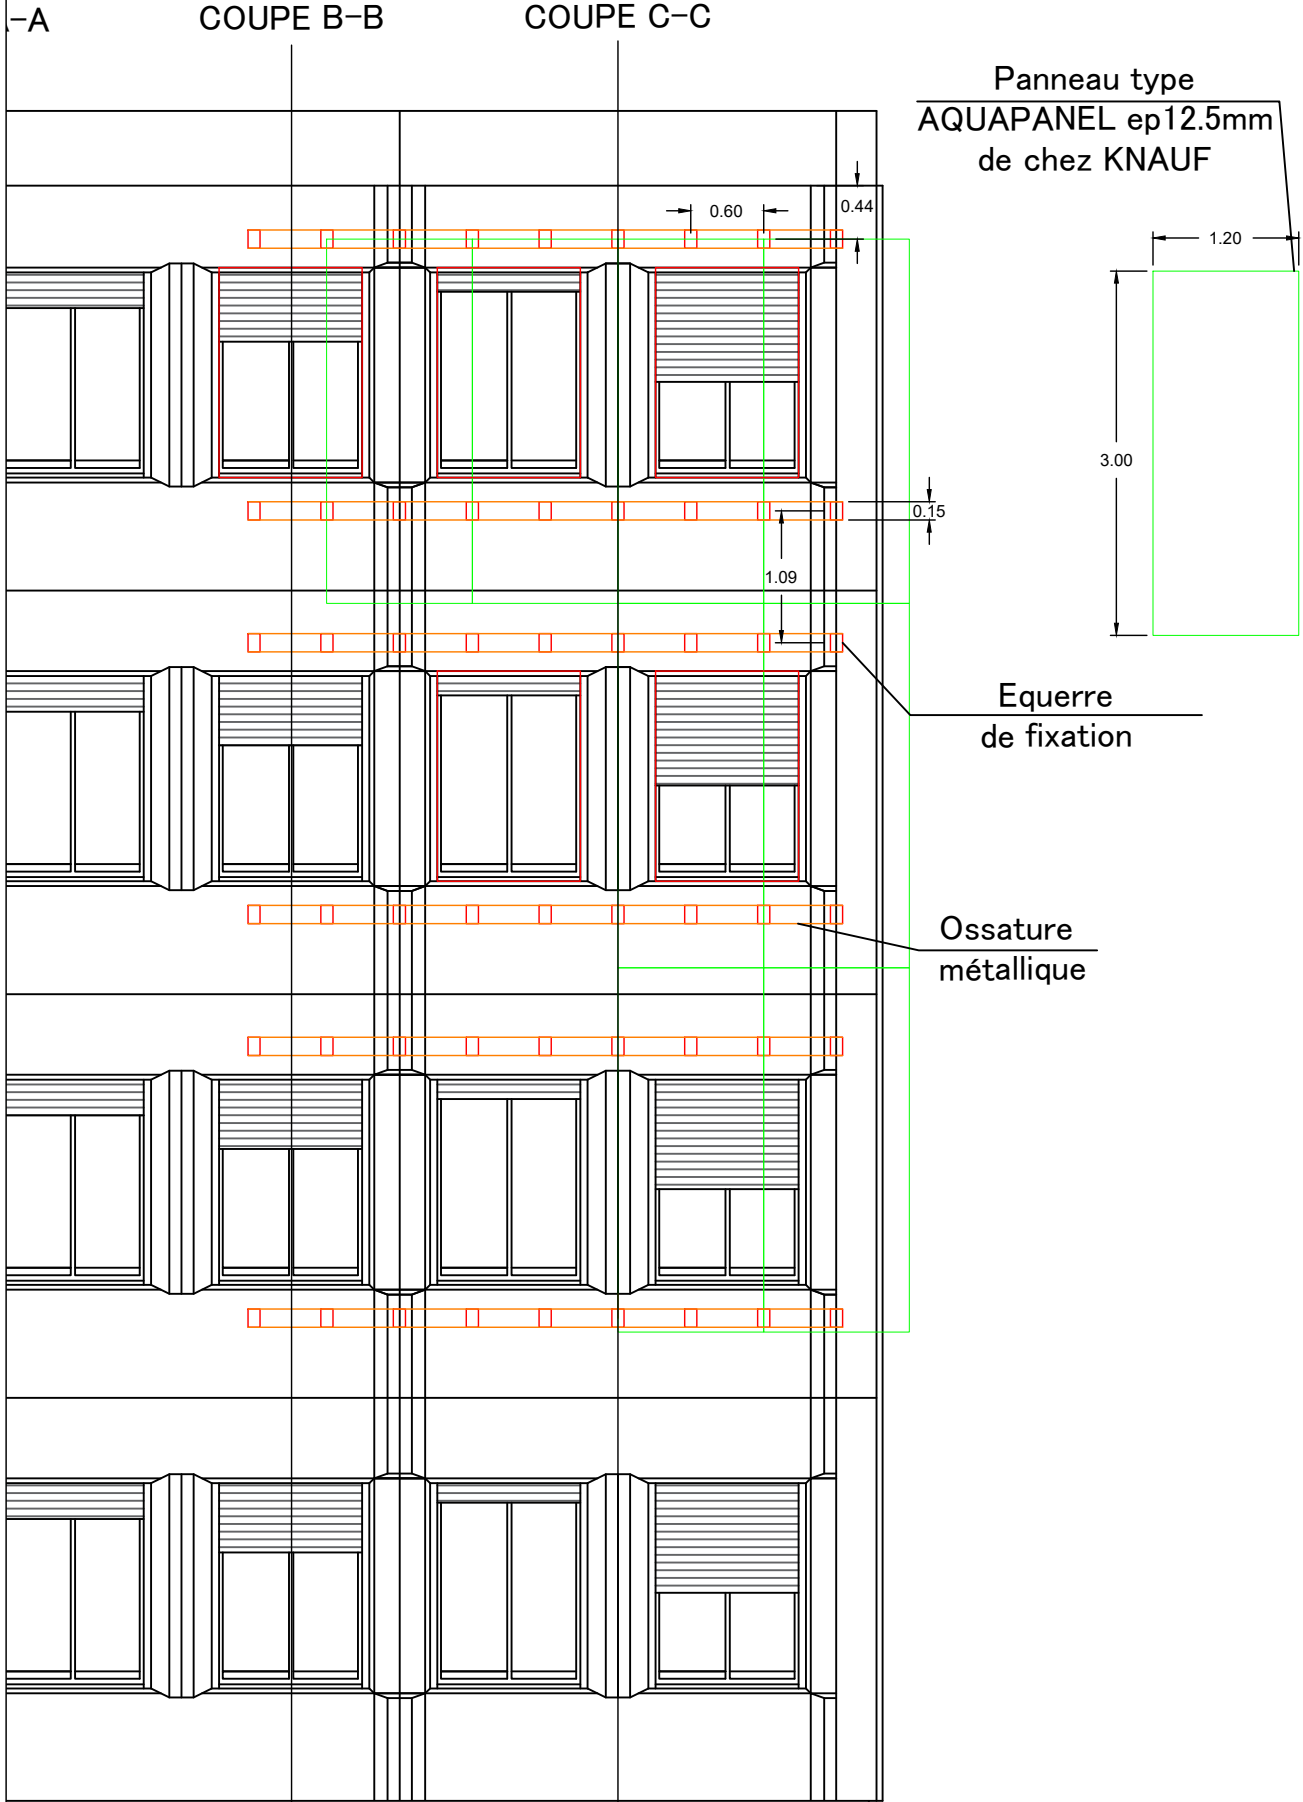 -A
COUPE B-B
COUPE C-C
Panneau type
AQUAPANEL ep12.5mm
de chez KNAUF
0.60
0.44
1.20
3.00
0.15
1.09
Equerre
de fixation
Ossature
métallique